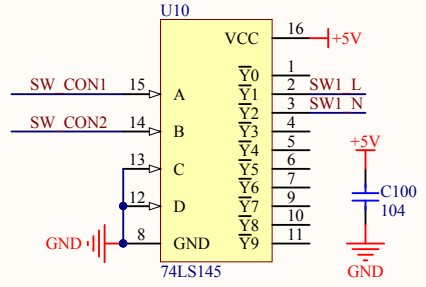 U10
VCC 16 +5V
Y0 1
SW_CON1 15 A Y1 2 SW1_L
Y2 3 SW1_N
SW_CON2 14 B Y3 4
Y4 5
+5V
13 C Y5 6
Y6 7
C100
12 D Y7 9
104
Y8 10
GND 8 GND Y9 11
74LS145
GND